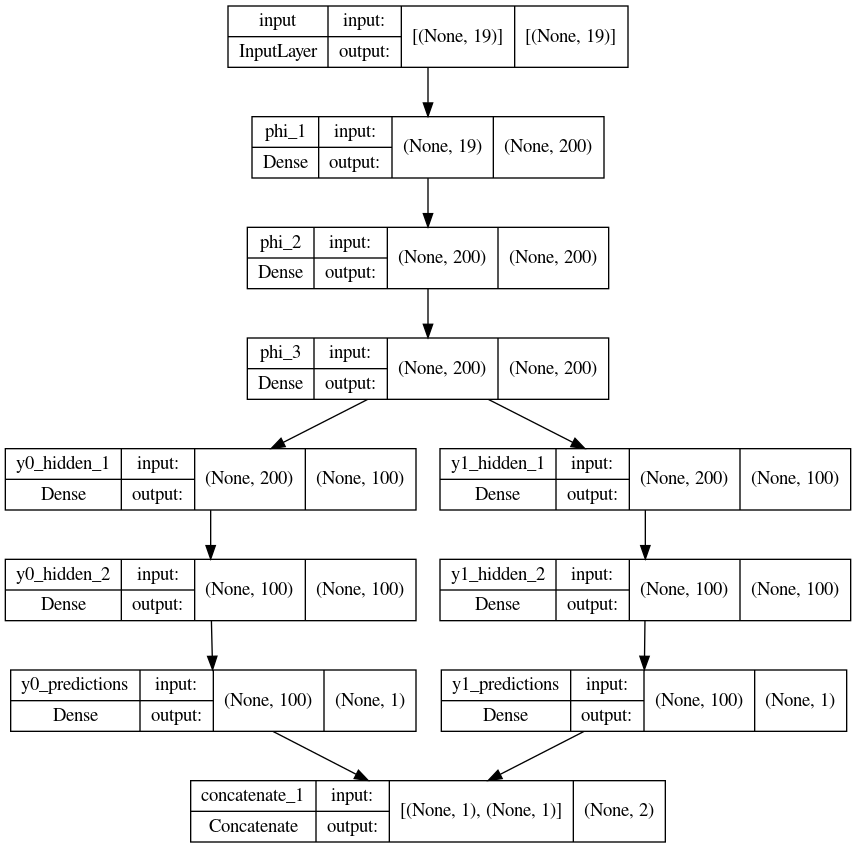 input
input:
[(None, 19)]
[(None, 19)]
InputLayer
output:
phi_1
input:
(None, 19)
(None, 200)
Dense
output:
phi_2
input:
(None, 200)
(None, 200)
Dense
output:
phi_3
input:
(None, 200)
(None, 200)
Dense
output:
y0_hidden_1
input:
(None, 200)
(None, 100)
Dense
output:
y1_hidden_1
input:
(None, 200)
(None, 100)
Dense
output:
y0_hidden_2
input:
(None, 100)
(None, 100)
Dense
output:
y1_hidden_2
input:
(None, 100)
(None, 100)
Dense
output:
y0_predictions
input:
(None, 100)
(None, 1)
Dense
output:
y1_predictions
input:
(None, 100)
(None, 1)
Dense
output:
concatenate_1
input:
[(None, 1), (None, 1)]
(None, 2)
Concatenate
output: